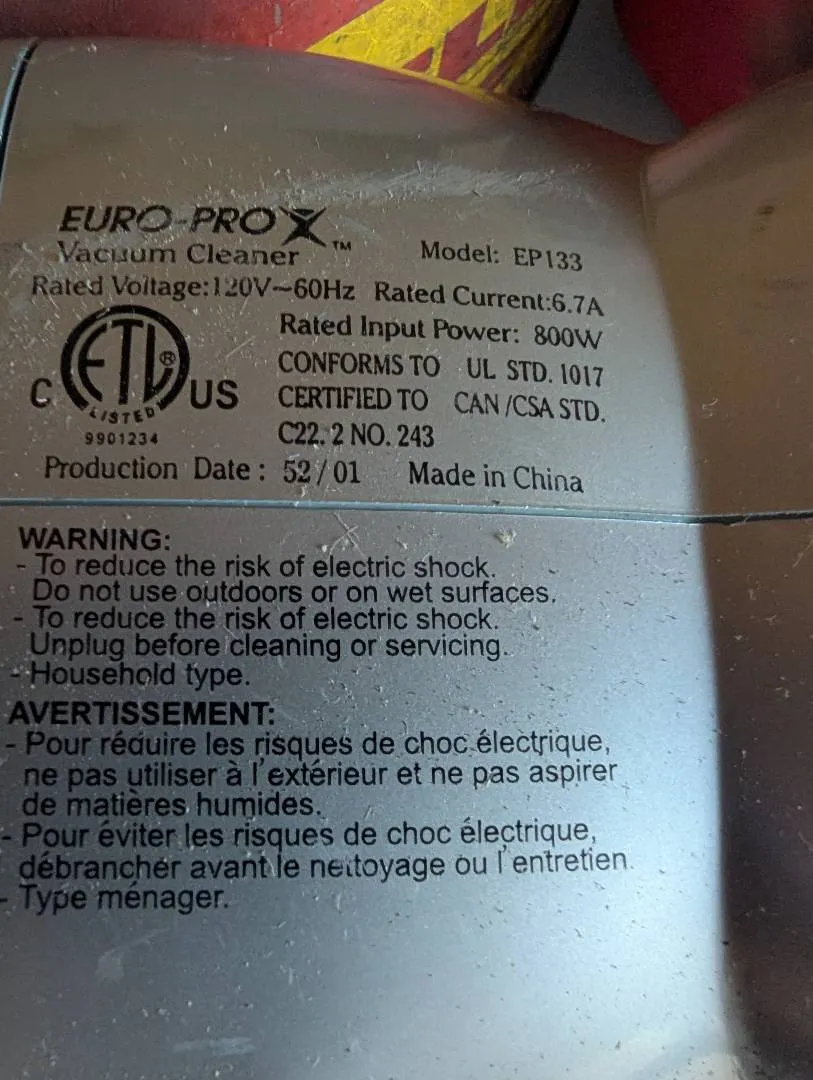 EURO-PRO X™
Vacuum Cleaner
Model: EP133
Rated Voltage:120V~60Hz Rated Current:6.7A
Rated Input Power: 800W
CONFORMS TO UL STD. 1017
CERTIFIED TO CAN/CSA STD.
C22.2 NO. 243
C ETL® US
LISTED
9901234
Production Date: 52/01 Made in China
WARNING:
- To reduce the risk of electric shock.
Do not use outdoors or on wet surfaces.
- To reduce the risk of electric shock.
Unplug before cleaning or servicing.
- Household type.
AVERTISSEMENT:
- Pour réduire les risques de choc électrique,
ne pas utiliser à l'extérieur et ne pas aspirer
de matières humides.
- Pour éviter les risques de choc électrique,
débrancher avant le nettoyage ou l'entretien.
- Type ménager.